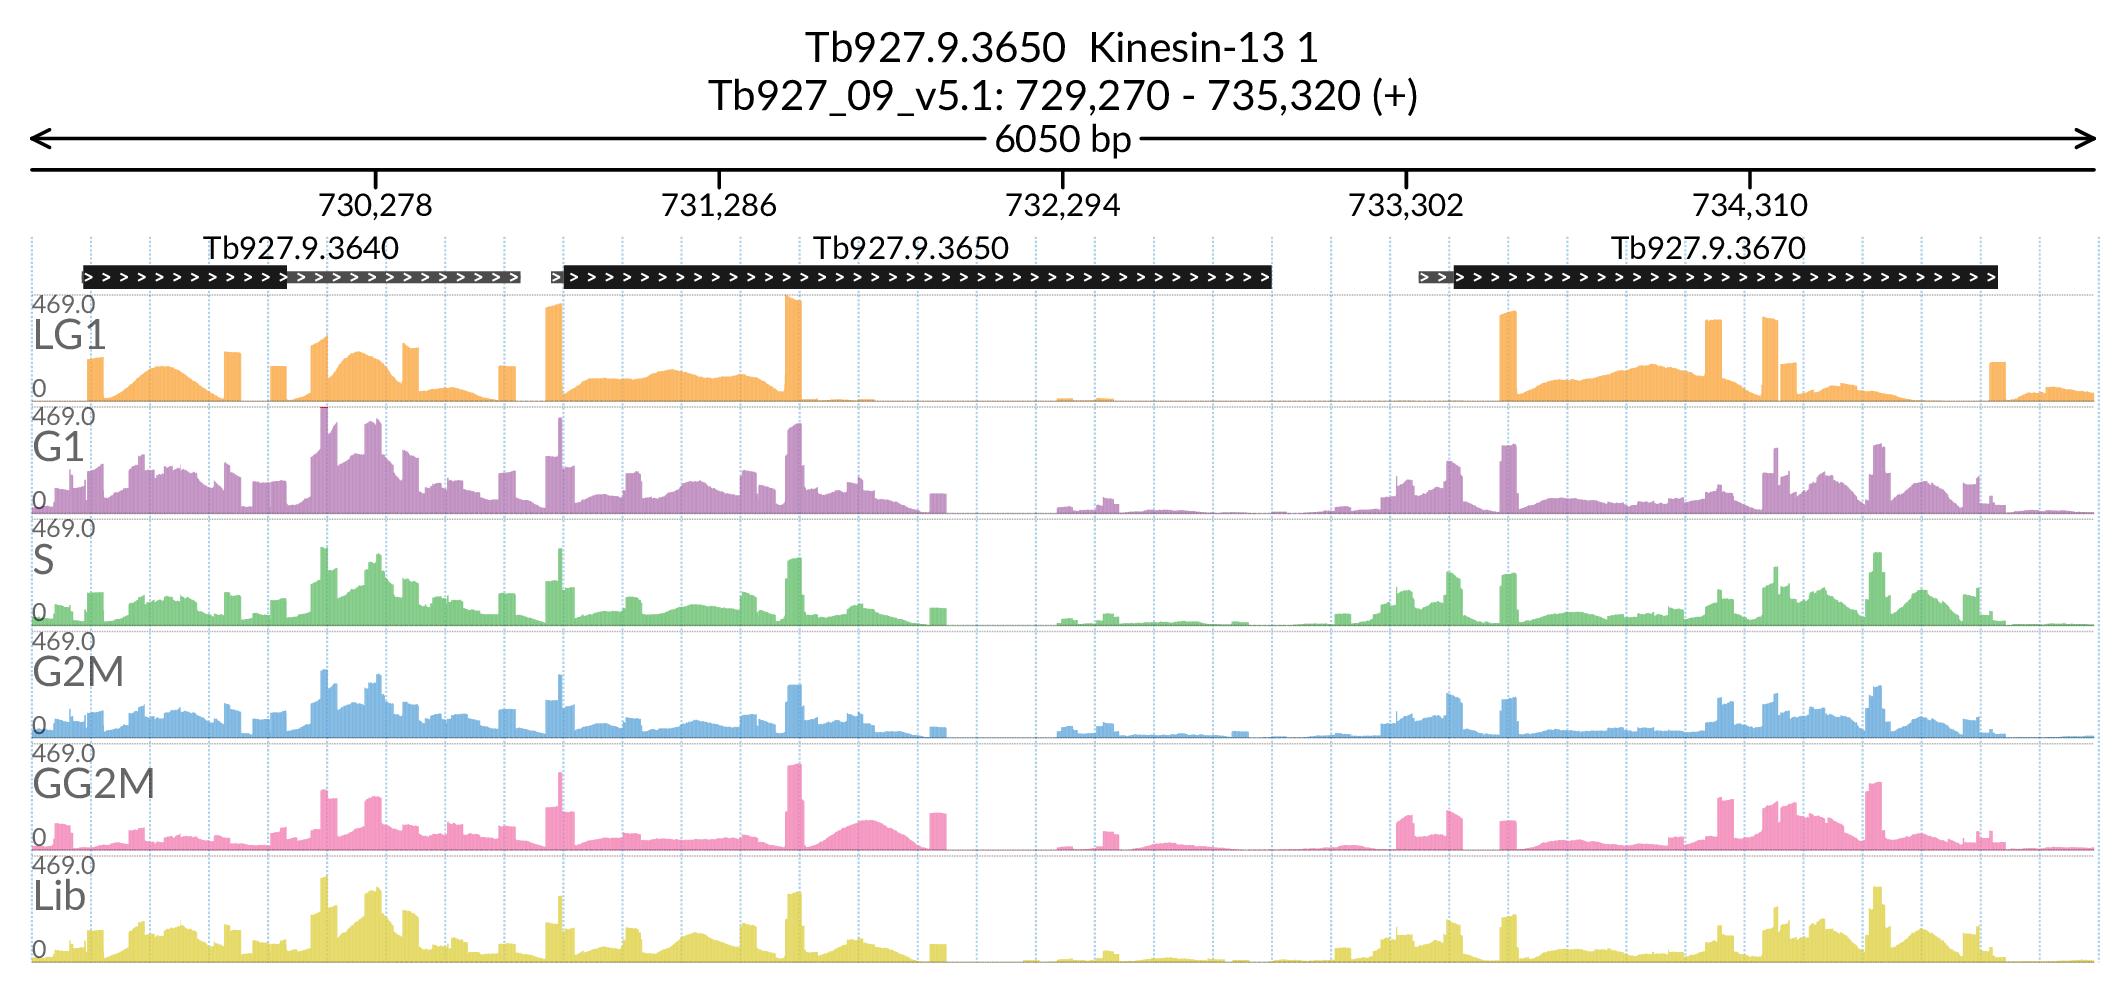 Tb927.9.3650 Kinesin-13 1
Tb927_09_v5.1: 729,270 - 735,320 (+)
6050 bp
730,278 731,286 732,294 733,302 734,310
Tb927.9.3640 Tb927.9.3650 Tb927.9.3670
469.0
LG1
0
469.0
G1
0
469.0
S
0
469.0
G2M
0
469.0
GG2M
0
469.0
Lib
0